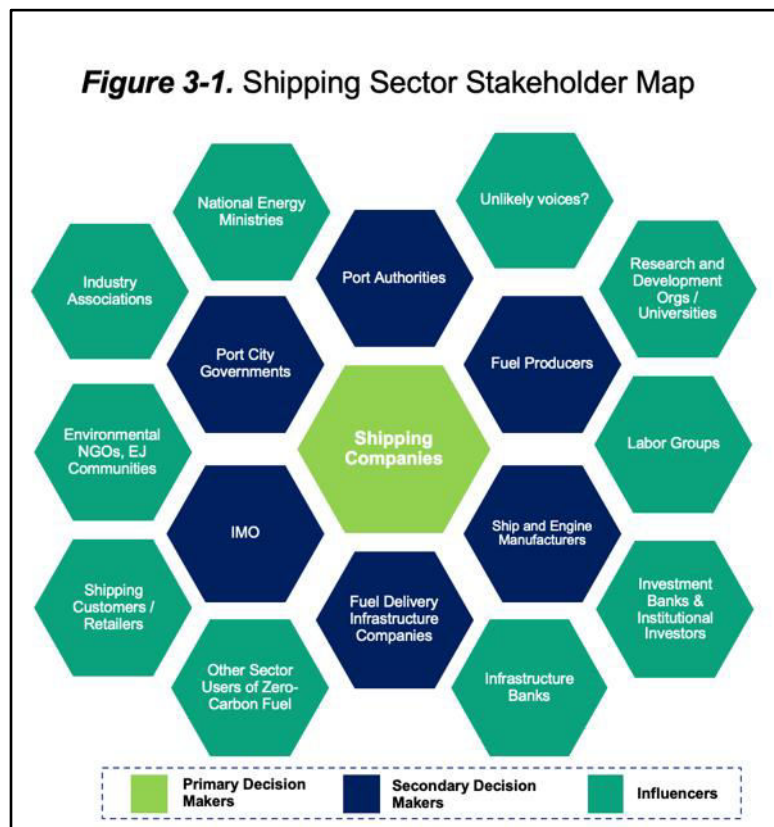 Figure 3-1. Shipping Sector Stakeholder Map
National Energy
Ministries
Unlikely voices?
Industry
Associations
Port Authorities
Research and
Development
Orgs /
Universities
Port City
Governments
Fuel Producers
Environmental
NGOs, EJ
Communities
Shipping
Companies
Labor Groups
IMO
Ship and Engine
Manufacturers
Shipping
Customers /
Retailers
Fuel Delivery
Infrastructure
Companies
Investment
Banks &
Institutional
Investors
Other Sector
Users of Zero-
Carbon Fuel
Infrastructure
Banks
Primary Decision
Makers
Secondary Decision
Makers
Influencers